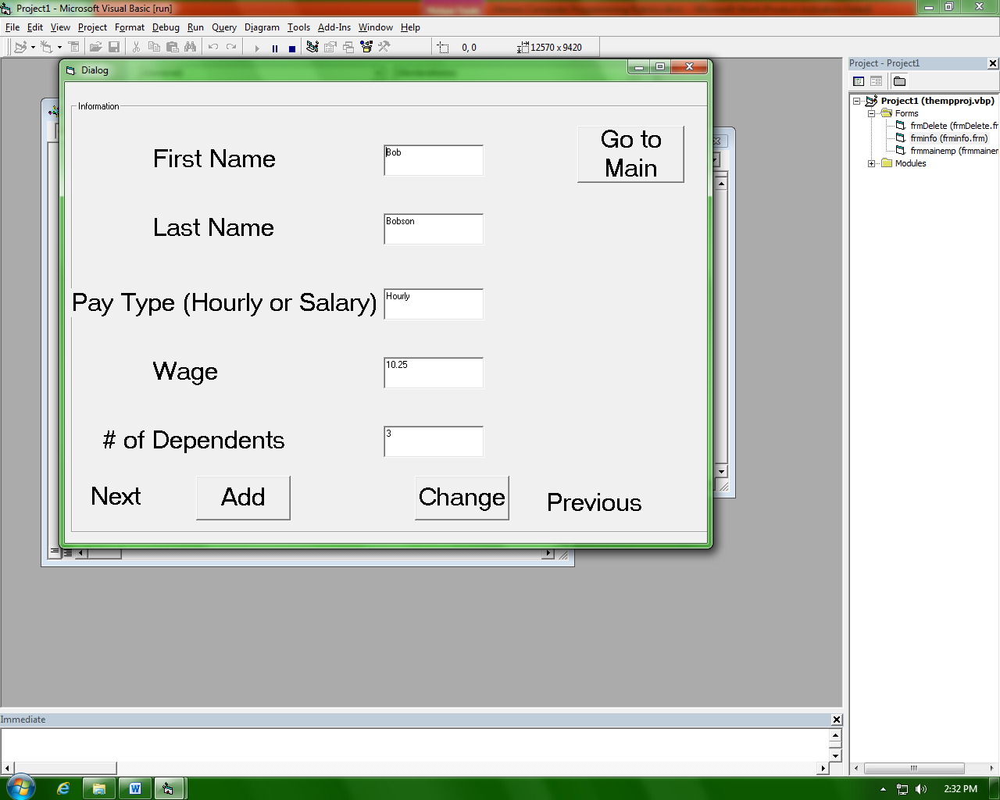 Project1 - Microsoft Visual Basic [run]
File Edit View Project Format Debug Run Query Diagram Tools Add-Ins Window Help
0, 0 12570 x 9420
Dialog
Information
First Name Bob
Go to Main
Last Name Bobson
Pay Type (Hourly or Salary) Hourly
Wage 10.25
# of Dependents 3
Next Add Change Previous
Project - Project1
Project1 (thempproj.vbp)
Forms
frmDelete (frmDelete.fr
frminfo (frminfo.frm)
frmmainemp (frmmainem
Modules
Immediate
2:32 PM